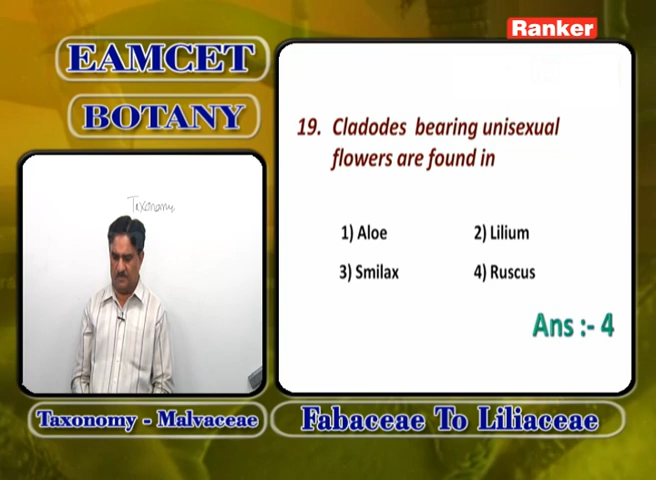 Ranker
EAMCET
BOTANY
Taxonomy
19. Cladodes bearing unisexual
flowers are found in
1) Aloe 2) Lilium
3) Smilax 4) Ruscus
Ans :- 4
Taxonomy - Malvaceae
Fabaceae To Liliaceae